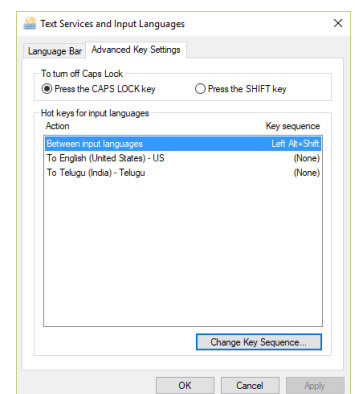 Text Services and Input Languages
Language Bar Advanced Key Settings
To turn off Caps Lock
Press the CAPS LOCK key Press the SHIFT key
Hot keys for input languages
Action Key sequence
Between input languages Left Alt+Shift
To English (United States) - US (None)
To Telugu (India) - Telugu (None)
Change Key Sequence...
OK Cancel Apply